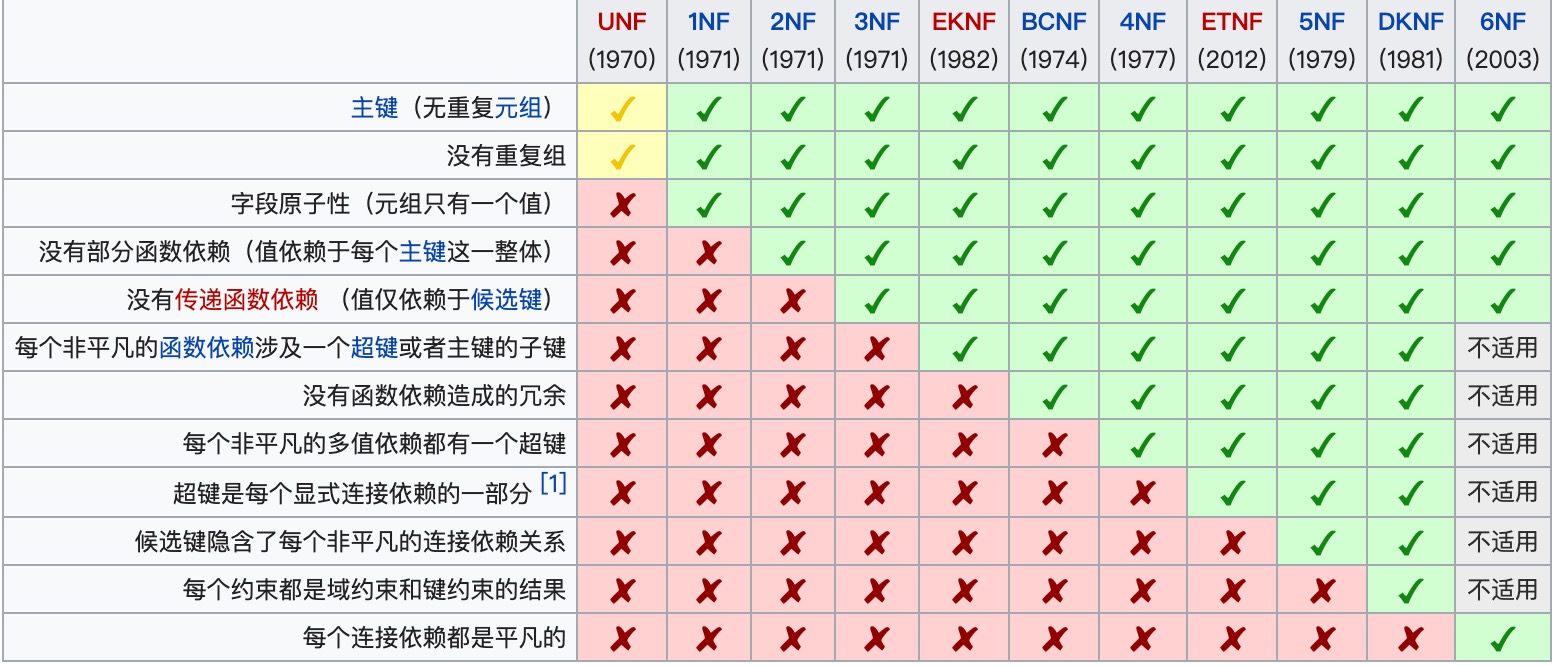 UNF 1NF 2NF 3NF EKNF BCNF 4NF ETNF 5NF DKNF 6NF
(1970) (1971) (1971) (1971) (1982) (1974) (1977) (2012) (1979) (1981) (2003)
主键（无重复元组） ✓ ✓ ✓ ✓ ✓ ✓ ✓ ✓ ✓ ✓ ✓
没有重复组 ✓ ✓ ✓ ✓ ✓ ✓ ✓ ✓ ✓ ✓ ✓
字段原子性（元组只有一个值） ✗ ✓ ✓ ✓ ✓ ✓ ✓ ✓ ✓ ✓ ✓
没有部分函数依赖（值依赖于每个主键这一整体） ✗ ✗ ✓ ✓ ✓ ✓ ✓ ✓ ✓ ✓ ✓
没有传递函数依赖 （值仅依赖于候选键） ✗ ✗ ✗ ✓ ✓ ✓ ✓ ✓ ✓ ✓ ✓
每个非平凡的函数依赖涉及一个超键或者主键的子键 ✗ ✗ ✗ ✗ ✓ ✓ ✓ ✓ ✓ ✓ 不适用
没有函数依赖造成的冗余 ✗ ✗ ✗ ✗ ✗ ✓ ✓ ✓ ✓ ✓ 不适用
每个非平凡的多值依赖都有一个超键 ✗ ✗ ✗ ✗ ✗ ✗ ✓ ✓ ✓ ✓ 不适用
超键是每个显式连接依赖的一部分 [1] ✗ ✗ ✗ ✗ ✗ ✗ ✗ ✓ ✓ ✓ 不适用
候选键隐含了每个非平凡的连接依赖关系 ✗ ✗ ✗ ✗ ✗ ✗ ✗ ✗ ✓ ✓ 不适用
每个约束都是域约束和键约束的结果 ✗ ✗ ✗ ✗ ✗ ✗ ✗ ✗ ✗ ✓ 不适用
每个连接依赖都是平凡的 ✗ ✗ ✗ ✗ ✗ ✗ ✗ ✗ ✗ ✗ ✓